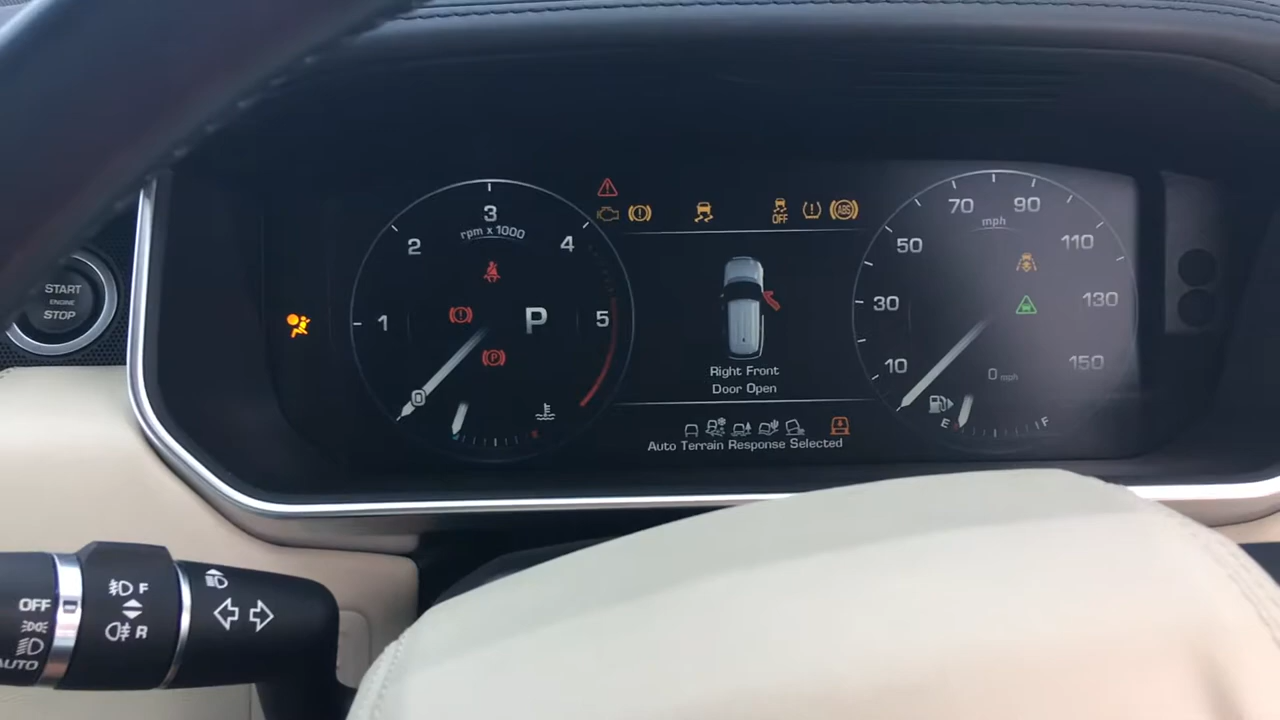 START
ENGINE
STOP
1
2
3
rpm x 1000
4
5
P
P
0
OFF
ABS
Right Front
Door Open
Auto Terrain Response Selected
10
30
50
70
90
110
130
150
mph
0 mph
E
F
OFF
AUTO
F
R